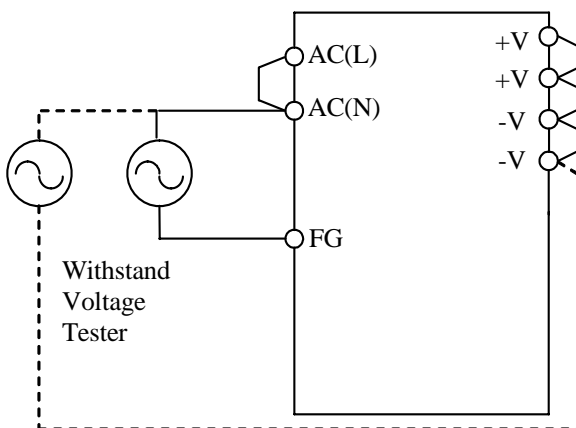 AC(L)
AC(N)
FG
+V
+V
-V
-V
Withstand
Voltage
Tester